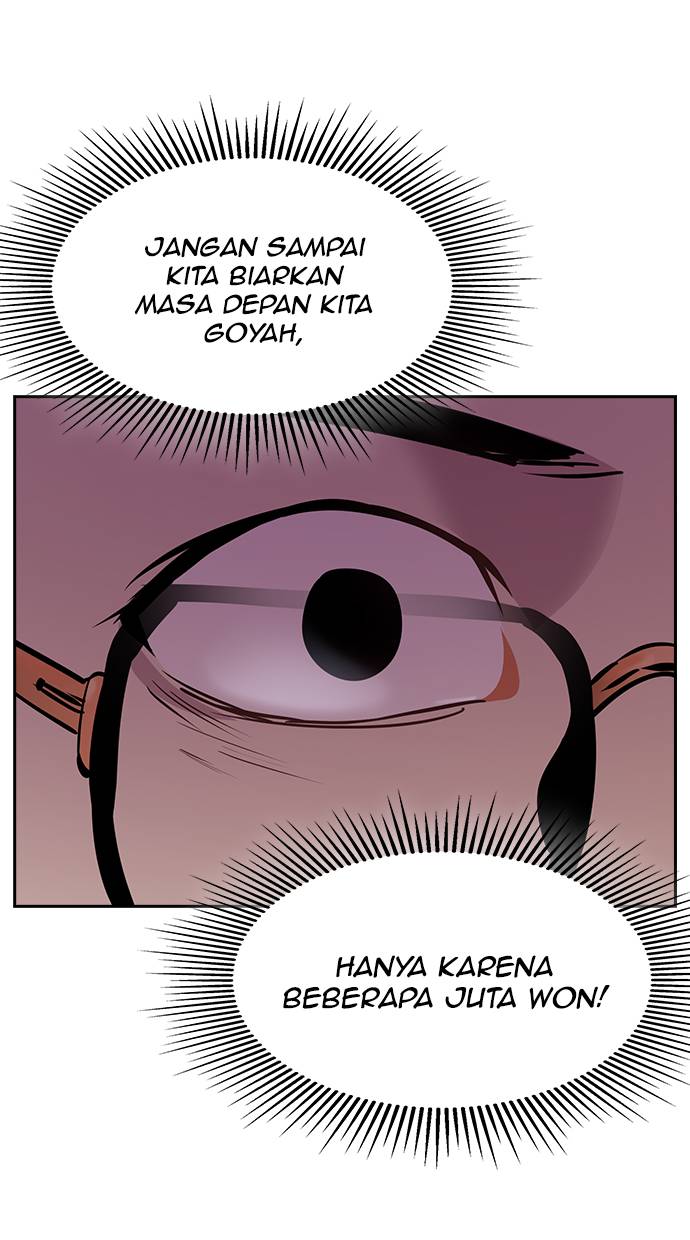 JANGAN SAMPAI
KITA BIARKAN
MASA DEPAN KITA
GOYAH,
HANYA KARENA
BEBERAPA JUTA WON!